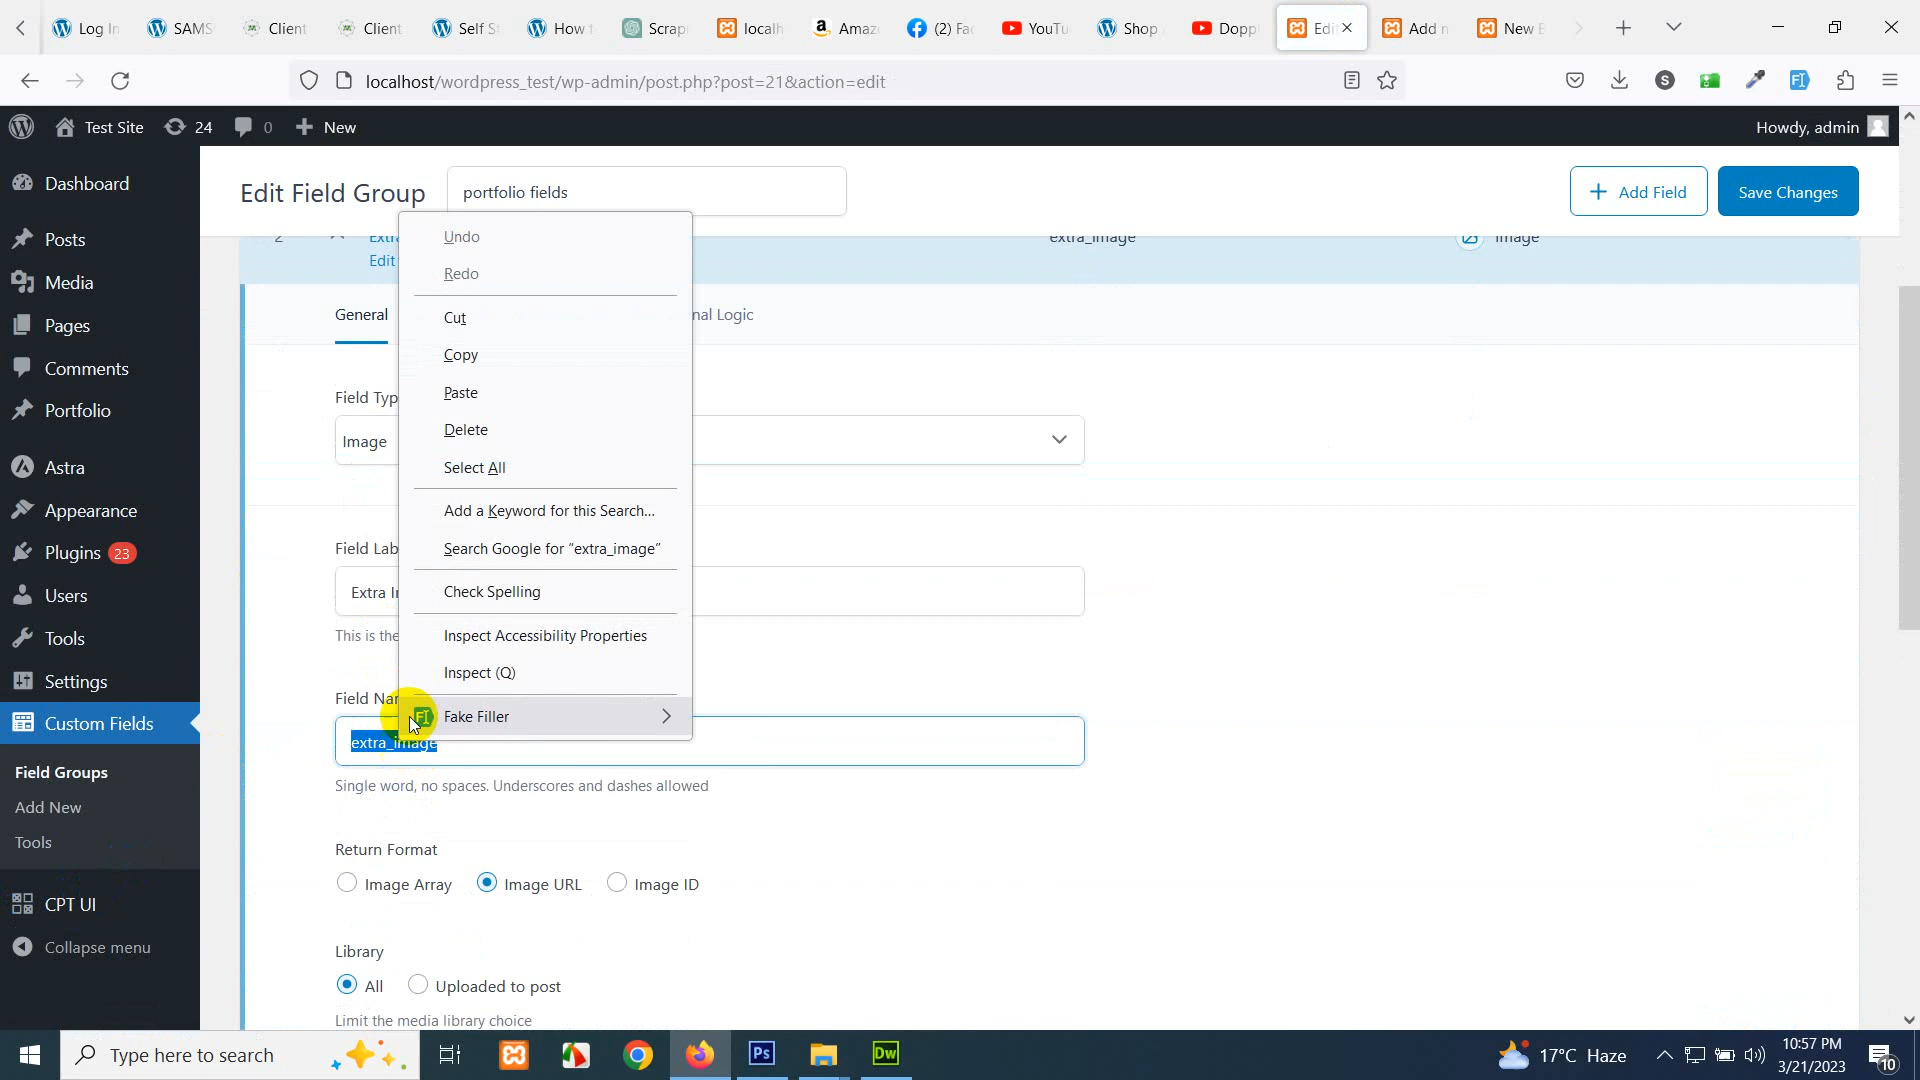 Log In
SAMS
Client
Client
Self S
How t
Scrap
localh
Amaz
(2) Fa
YouTu
Shop
Dopp
Edi
Add n
New E
localhost/wordpress_test/wp-admin/post.php?post=21&action=edit
Test Site
24
0
New
Howdy, admin
Dashboard
Posts
Media
Pages
Comments
Portfolio
Astra
Appearance
Plugins 23
Users
Tools
Settings
Custom Fields
Field Groups
Add New
Tools
CPT UI
Collapse menu
Edit Field Group
portfolio fields
Add Field
Save Changes
2
Extra
extra_image
Image
Edit
General
nal Logic
Field Typ
Image
Field Lab
Extra I
This is the
Field Na
extra_image
Single word, no spaces. Underscores and dashes allowed
Return Format
Image Array
Image URL
Image ID
Library
All
Uploaded to post
Limit the media library choice
Undo
Redo
Cut
Copy
Paste
Delete
Select All
Add a Keyword for this Search...
Search Google for “extra_image”
Check Spelling
Inspect Accessibility Properties
Inspect (Q)
Fake Filler
Type here to search
Ps
Dw
17°C Haze
10:57 PM
3/21/2023
10